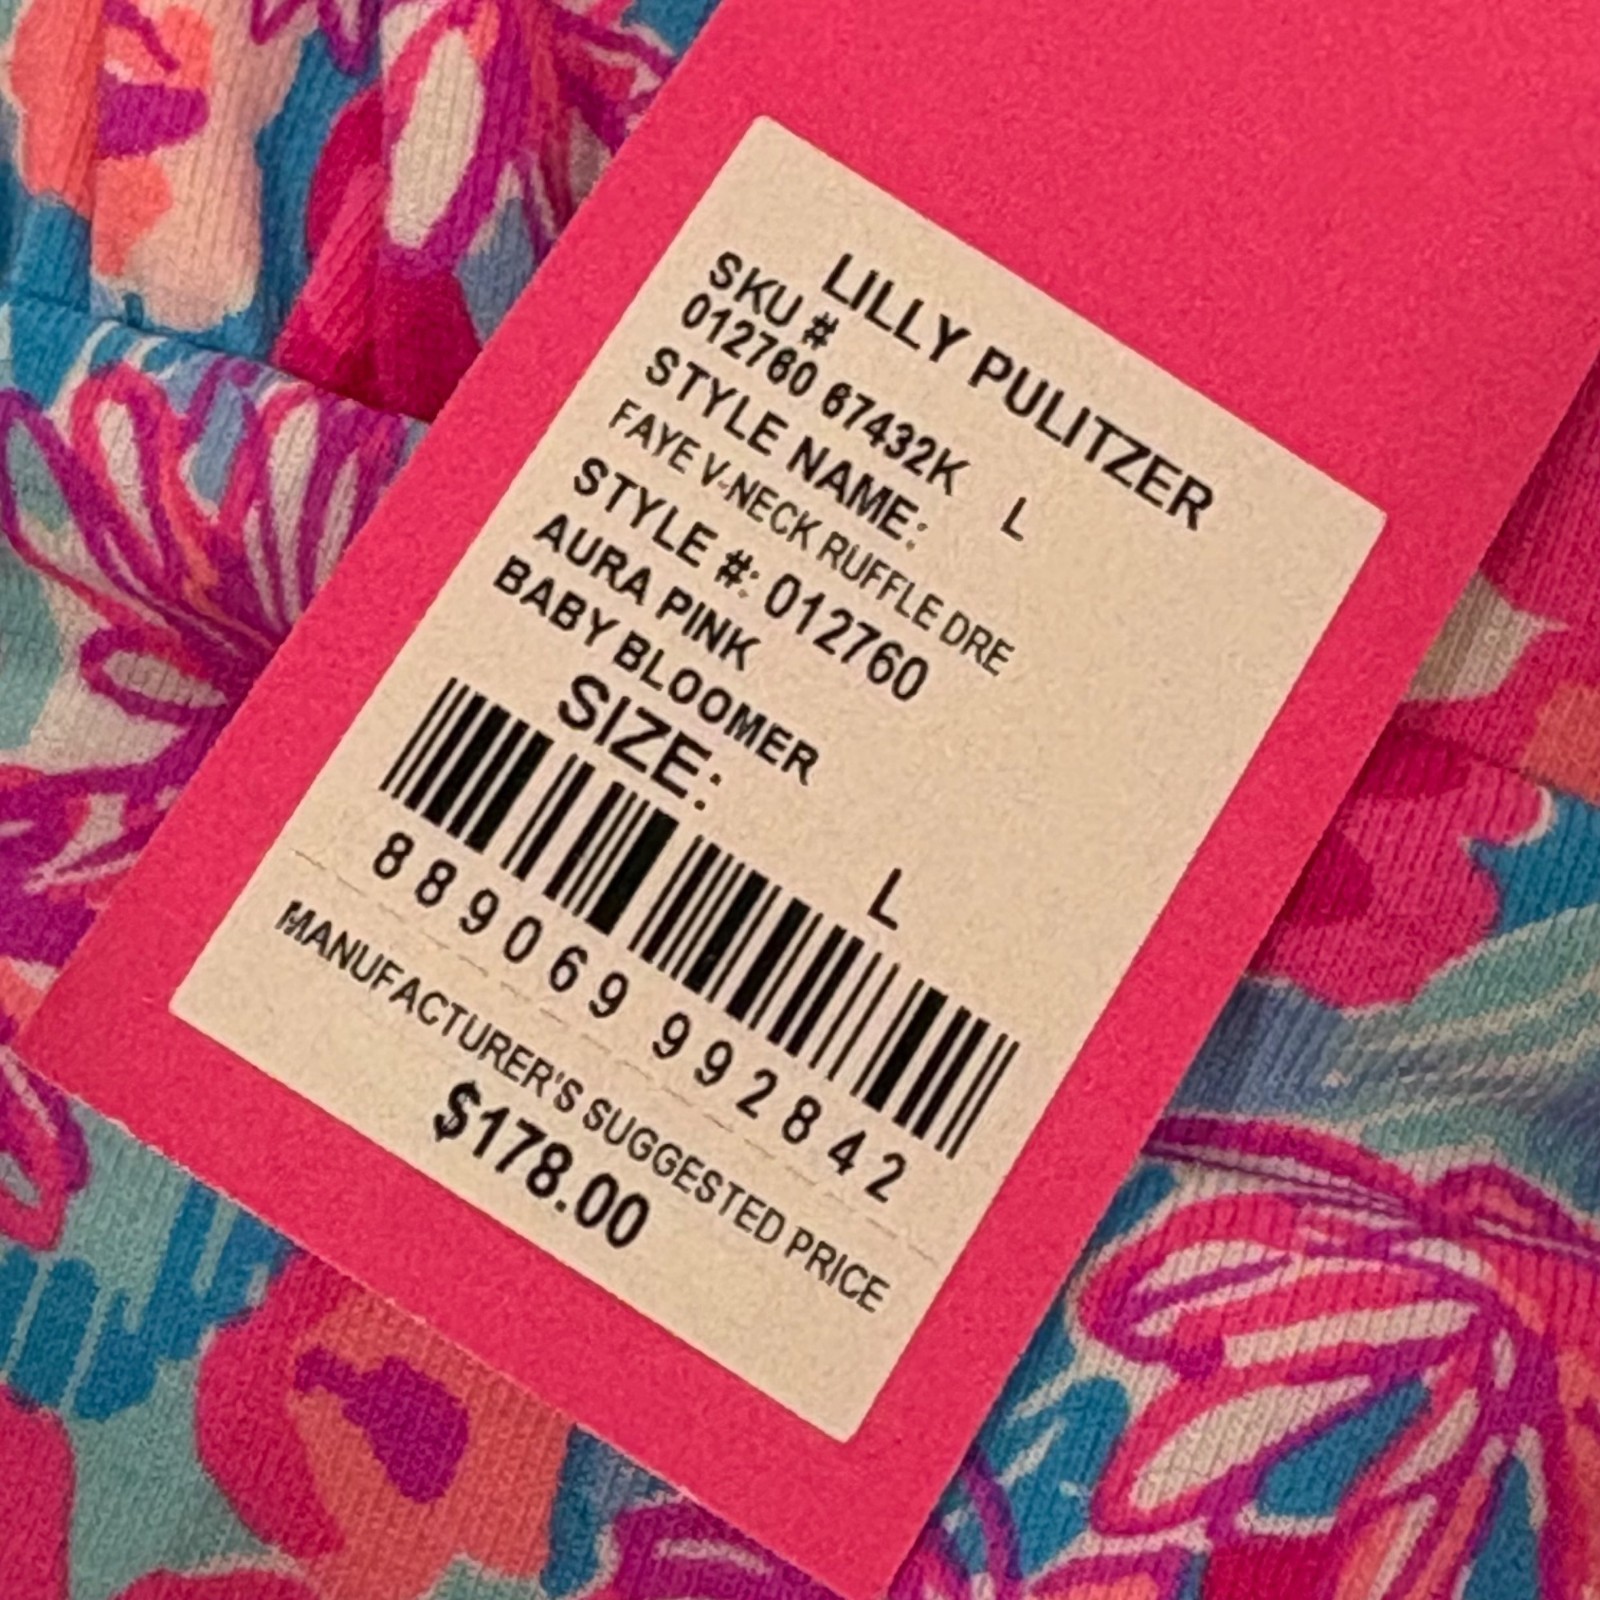 LILLY PULITZER
SKU #
012760 67432K L
STYLE NAME:
FAYE V-NECK RUFFLE DRE
STYLE #: 012760
AURA PINK
BABY BLOOMER
SIZE: L
889069 992842
MANUFACTURER'S SUGGESTED PRICE
$178.00